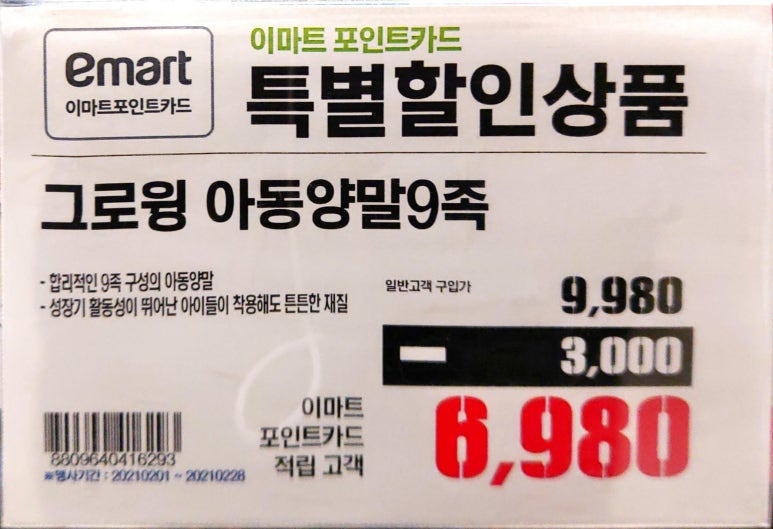 emart
이마트포인트카드
이마트 포인트카드
특별할인상품
그로윙 아동양말9족
- 합리적인 9족 구성의 아동양말
- 성장기 활동성이 뛰어난 아이들이 착용해도 튼튼한 재질
일반고객 구입가
9,980
- 3,000
이마트
포인트카드
적립 고객
6,980
8809640416293
※행사기간 : 20210201 ~ 20210228